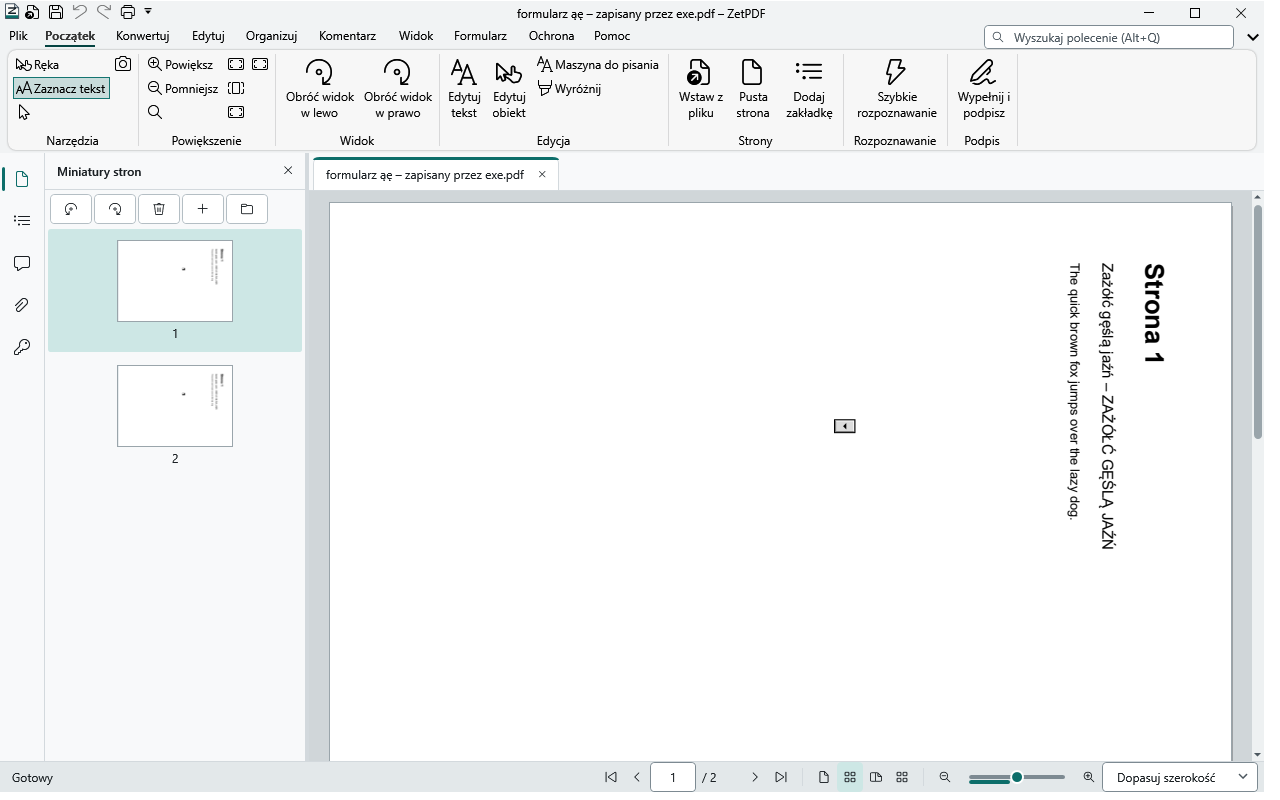 formularz ąę – zapisany przez exe.pdf – ZetPDF
Plik Początek Konwertuj Edytuj Organizuj Komentarz Widok Formularz Ochrona Pomoc
Wyszukaj polecenie (Alt+Q)
Ręka
Zaznacz tekst
Narzędzia
Powiększ
Pomniejsz
Powiększenie
Obróć widok w lewo
Obróć widok w prawo
Widok
Edytuj tekst
Edytuj obiekt
Maszyna do pisania
Wyróżnij
Edycja
Wstaw z pliku
Pusta strona
Dodaj zakładkę
Strony
Szybkie rozpoznawanie
Rozpoznawanie
Wypełnij i podpisz
Podpis
Miniatury stron
1
2
formularz ąę – zapisany przez exe.pdf
Strona 1
Zażółć gęślą jaźń – ZAŻÓŁĆ GĘŚLĄ JAŹŃ
The quick brown fox jumps over the lazy dog.
Gotowy
1 / 2
Dopasuj szerokość